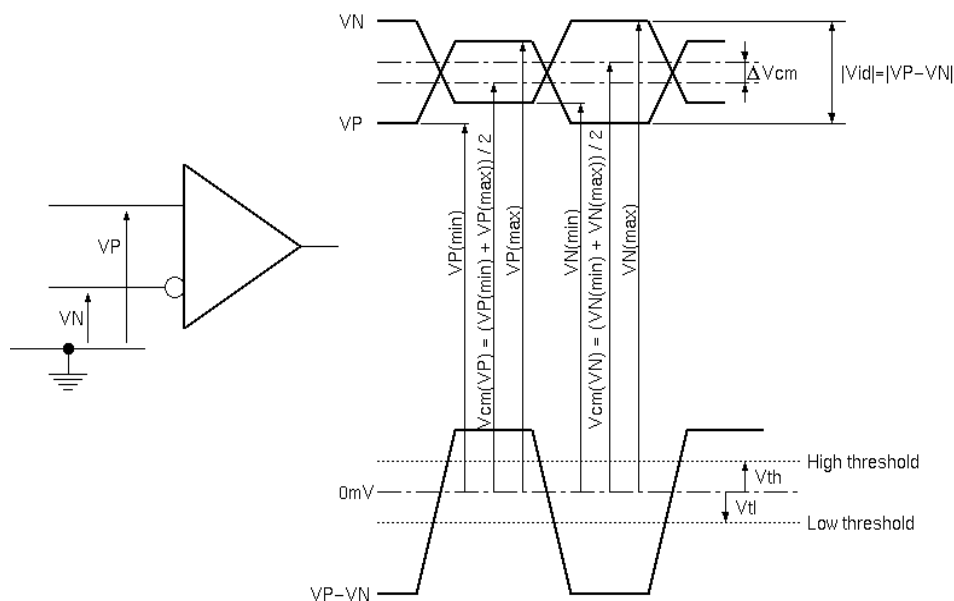 VN
ΔVcm
|Vid|=|VP−VN|
VP
VP(min)
Vcm(VP) = (VP(min) + VP(max)) / 2
VP(max)
VN(min)
Vcm(VN) = (VN(min) + VN(max)) / 2
VN(max)
VP
VN
High threshold
Vth
0mV
Vtl
Low threshold
VP−VN